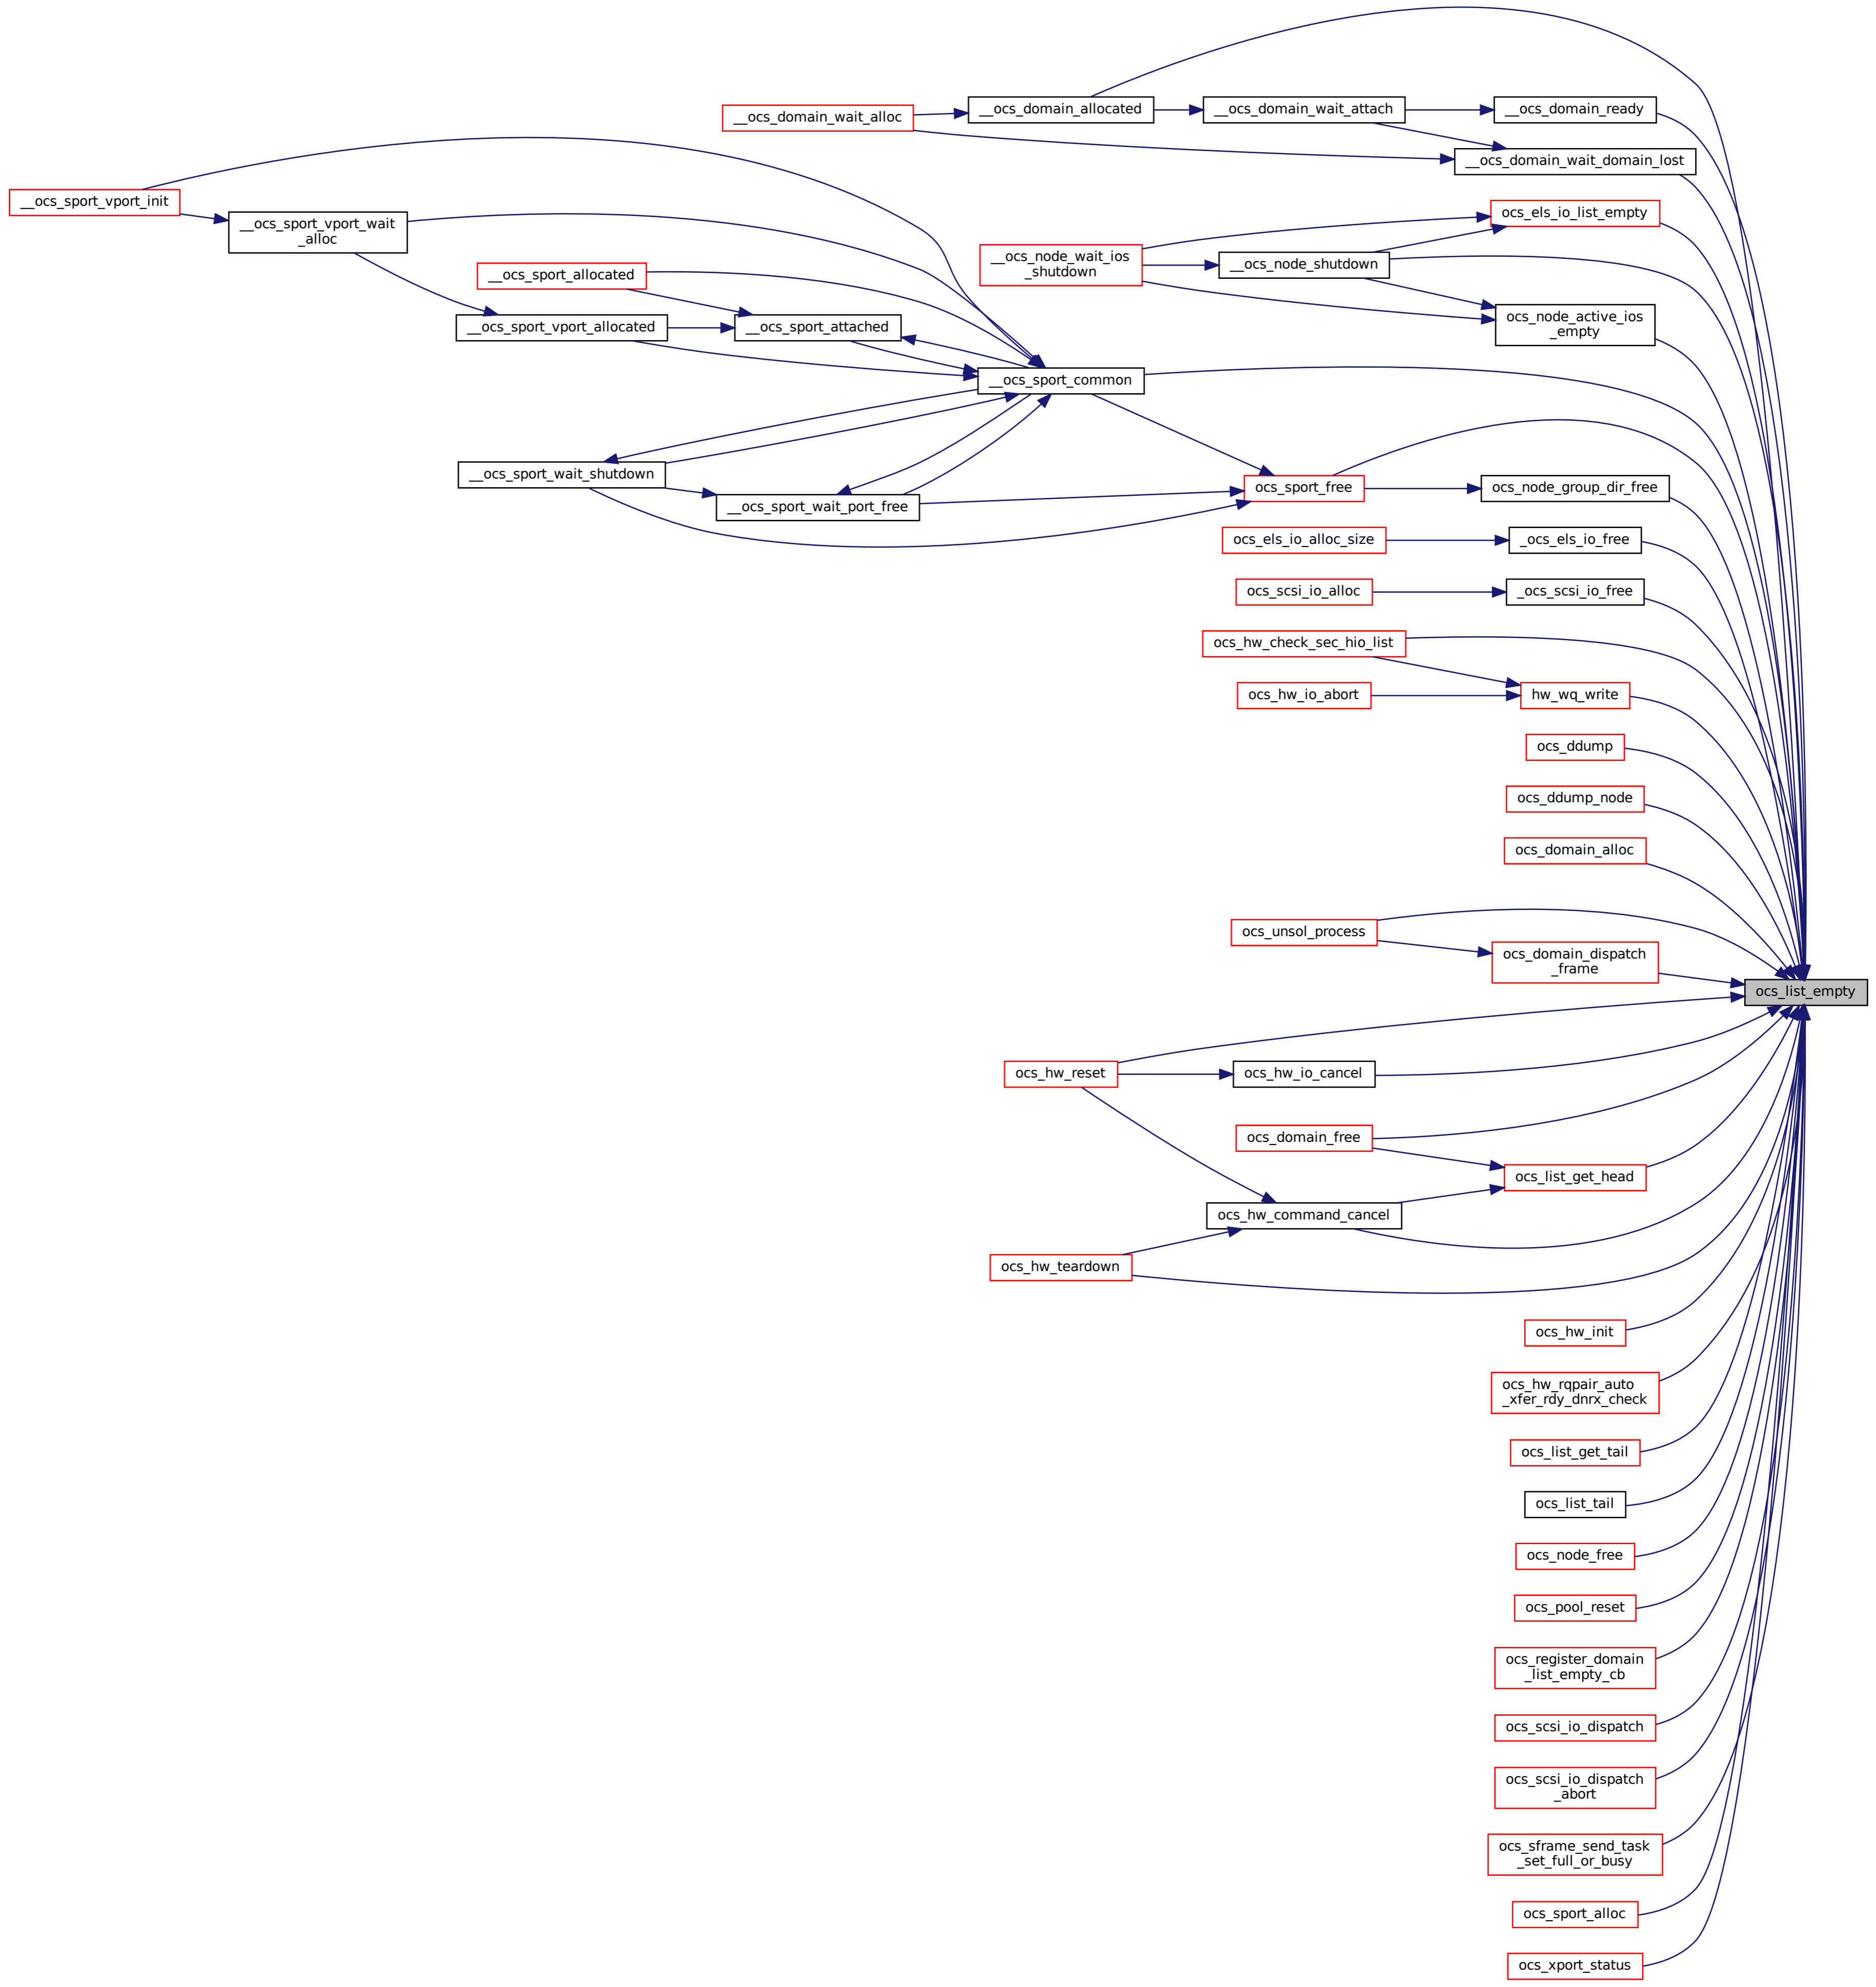 __ocs_domain_allocated
__ocs_domain_wait_attach
__ocs_domain_ready
__ocs_domain_wait_alloc
__ocs_domain_wait_domain_lost
__ocs_sport_vport_init
__ocs_sport_vport_wait
_alloc
ocs_els_io_list_empty
__ocs_node_wait_ios
_shutdown
__ocs_node_shutdown
__ocs_sport_allocated
__ocs_sport_vport_allocated
__ocs_sport_attached
ocs_node_active_ios
_empty
__ocs_sport_common
__ocs_sport_wait_shutdown
__ocs_sport_wait_port_free
ocs_sport_free
ocs_node_group_dir_free
ocs_els_io_alloc_size
_ocs_els_io_free
ocs_scsi_io_alloc
_ocs_scsi_io_free
ocs_hw_check_sec_hio_list
ocs_hw_io_abort
hw_wq_write
ocs_ddump
ocs_ddump_node
ocs_domain_alloc
ocs_unsol_process
ocs_domain_dispatch
_frame
ocs_list_empty
ocs_hw_reset
ocs_hw_io_cancel
ocs_domain_free
ocs_list_get_head
ocs_hw_command_cancel
ocs_hw_teardown
ocs_hw_init
ocs_hw_rqpair_auto
_xfer_rdy_dnrx_check
ocs_list_get_tail
ocs_list_tail
ocs_node_free
ocs_pool_reset
ocs_register_domain
_list_empty_cb
ocs_scsi_io_dispatch
ocs_scsi_io_dispatch
_abort
ocs_sframe_send_task
_set_full_or_busy
ocs_sport_alloc
ocs_xport_status